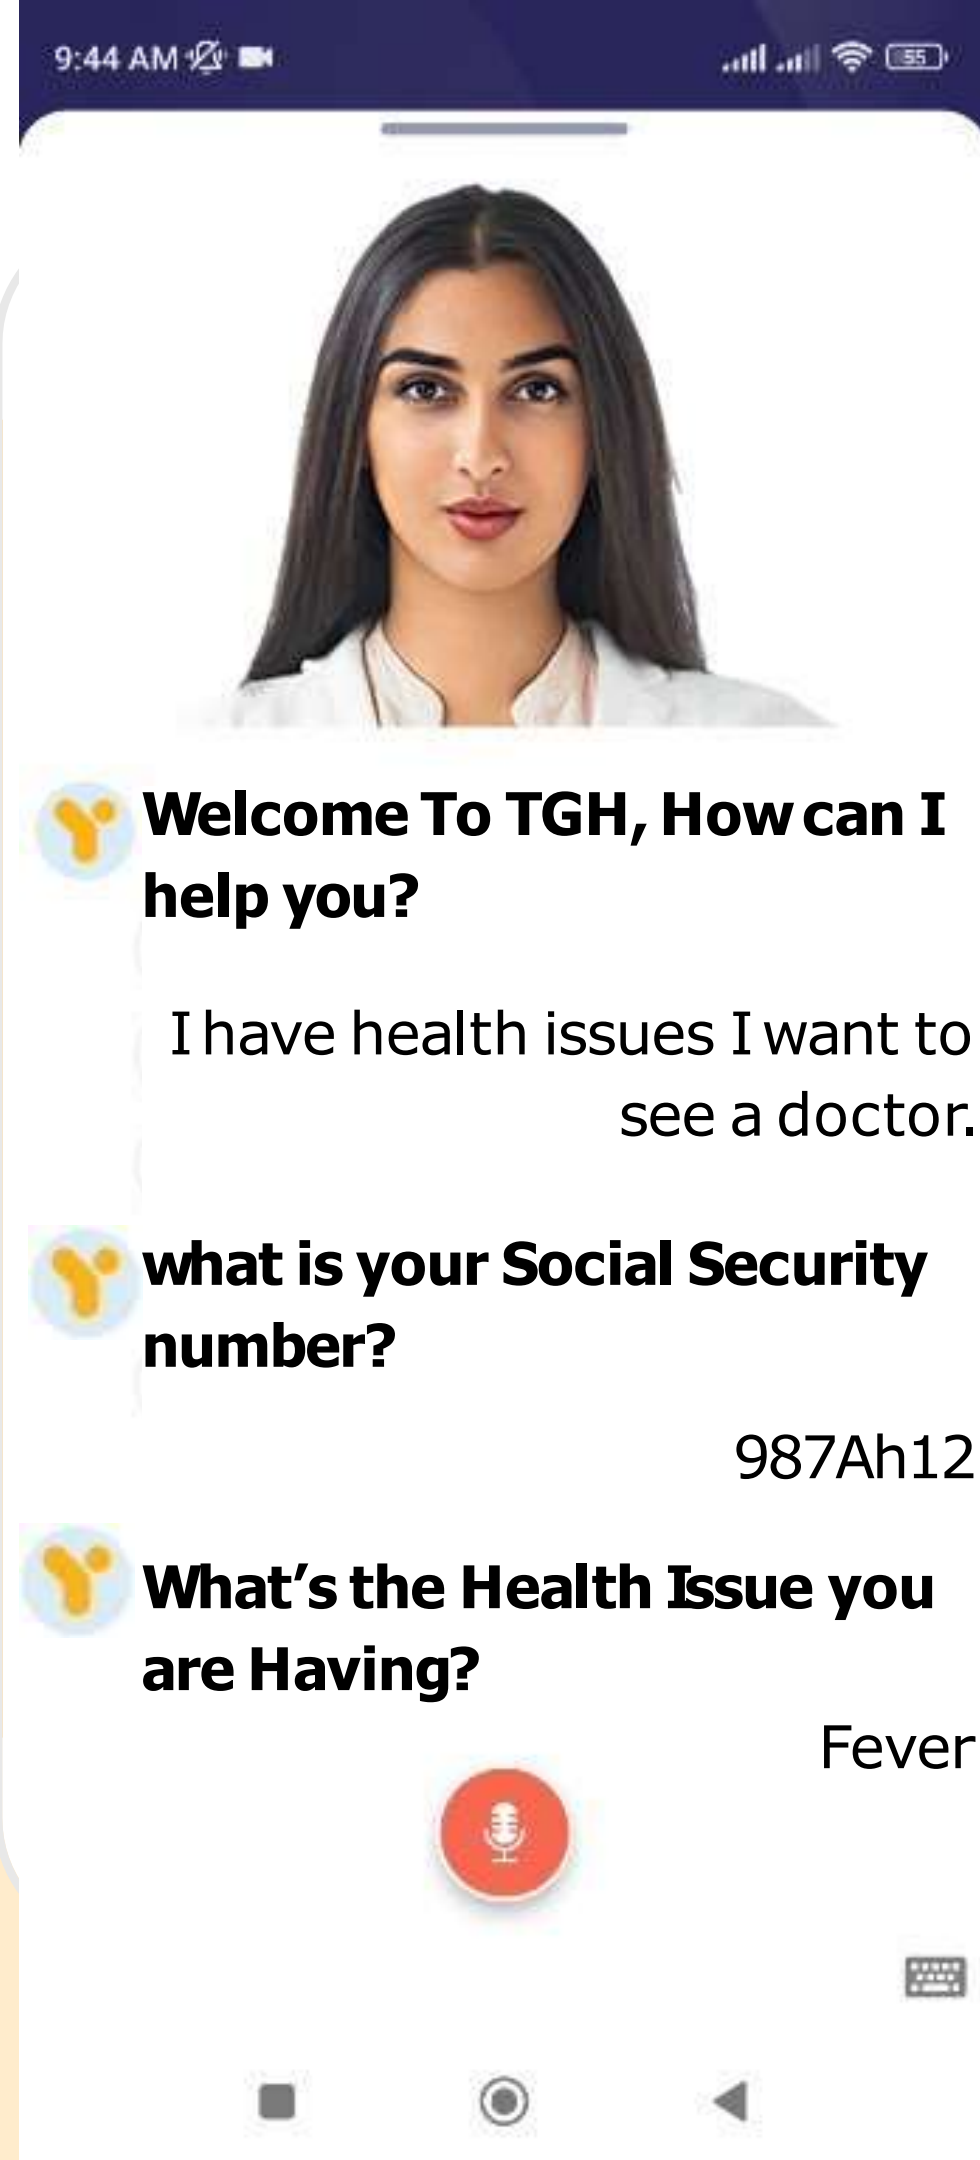 9:44 AM
55
Welcome To TGH, How can I
help you?
I have health issues I want to
see a doctor.
what is your Social Security
number?
987Ah12
What's the Health Issue you
are Having?
Fever